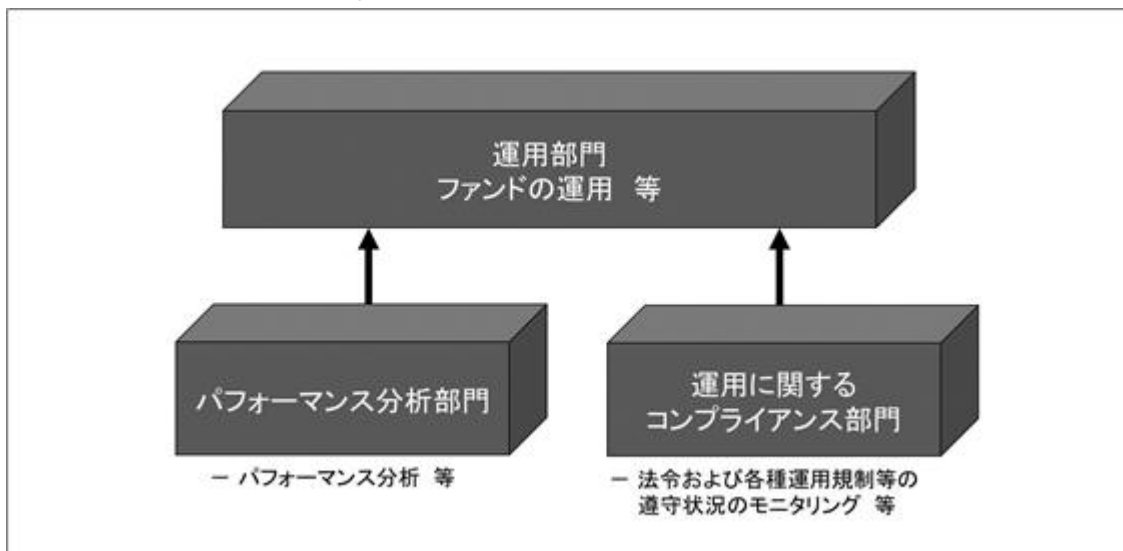 運用部門
ファンドの運用 等
パフォーマンス分析部門
－ パフォーマンス分析 等
運用に関する
コンプライアンス部門
－ 法令および各種運用規制等の
遵守状況のモニタリング 等